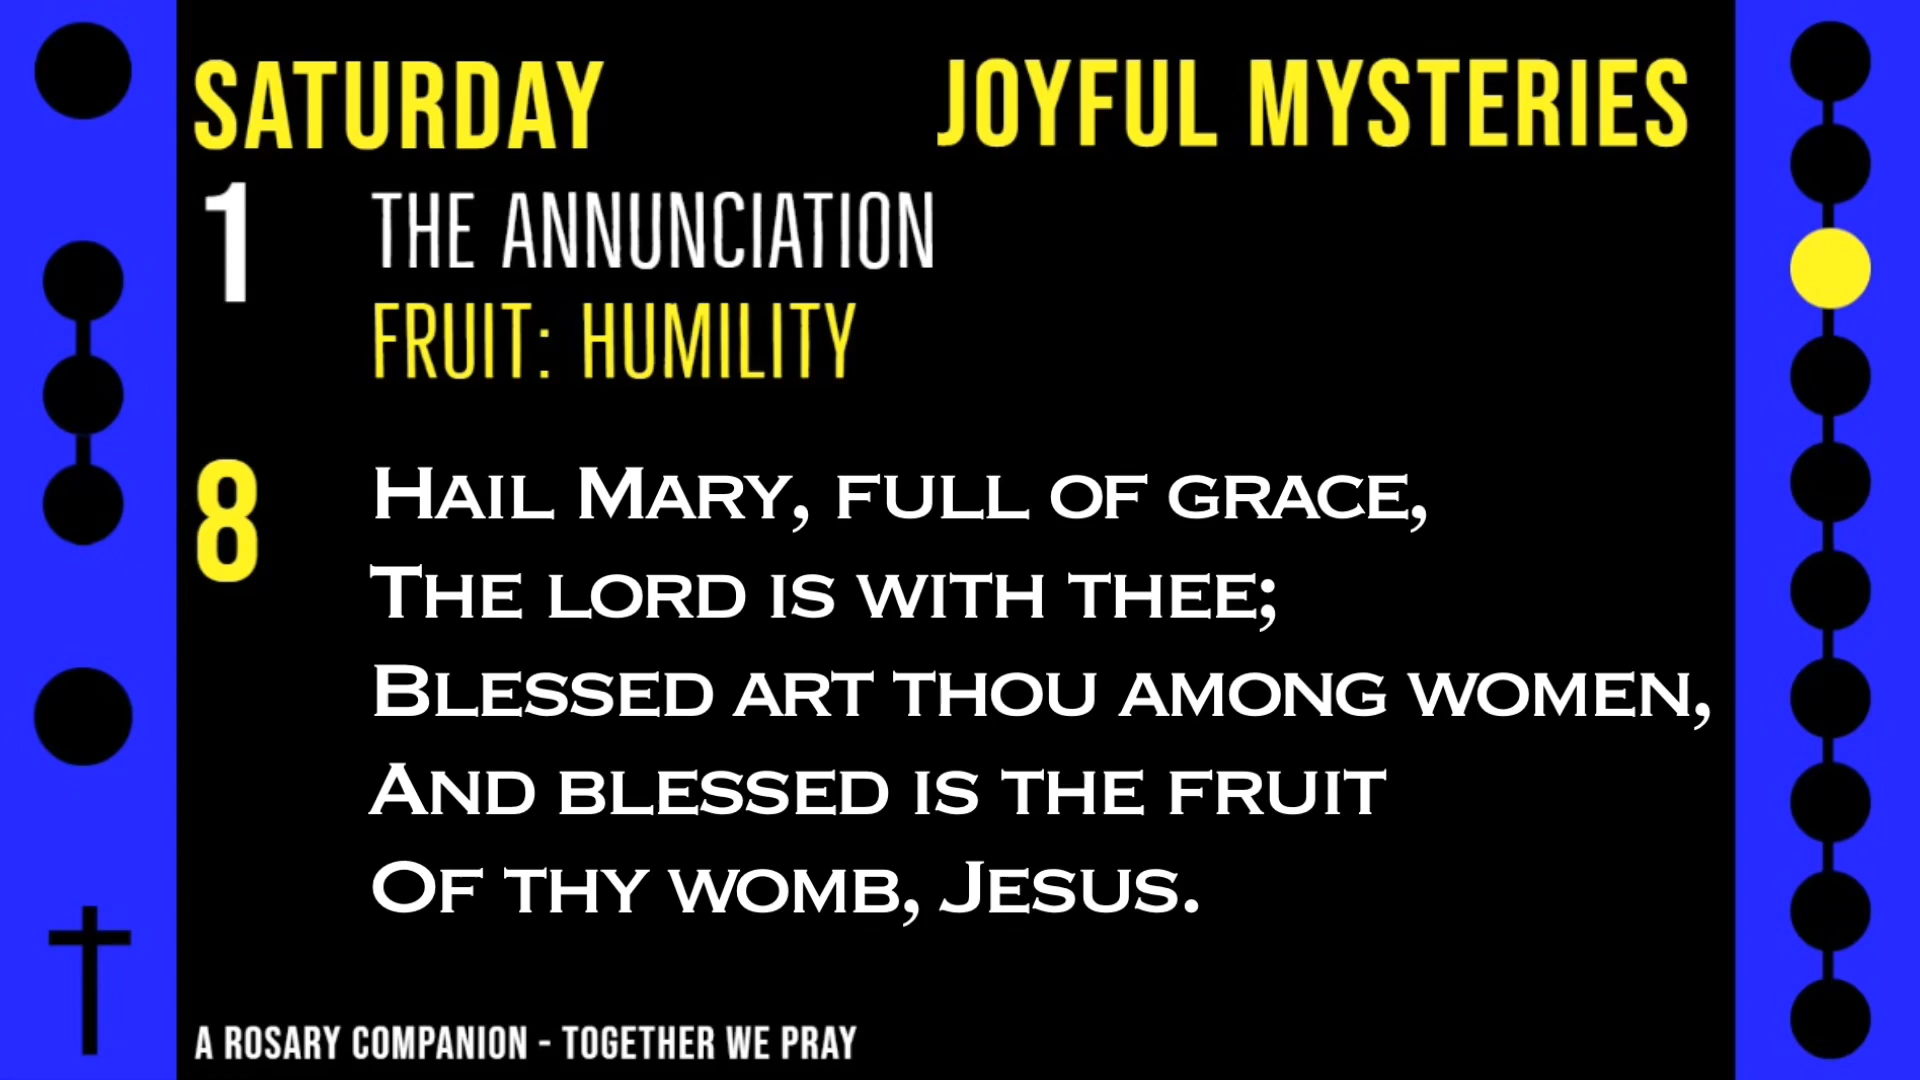 SATURDAY JOYFUL MYSTERIES
1 THE ANNUNCIATION
FRUIT: HUMILITY
8 HAIL MARY, FULL OF GRACE,
THE LORD IS WITH THEE;
BLESSED ART THOU AMONG WOMEN,
AND BLESSED IS THE FRUIT
OF THY WOMB, JESUS.
A ROSARY COMPANION - TOGETHER WE PRAY